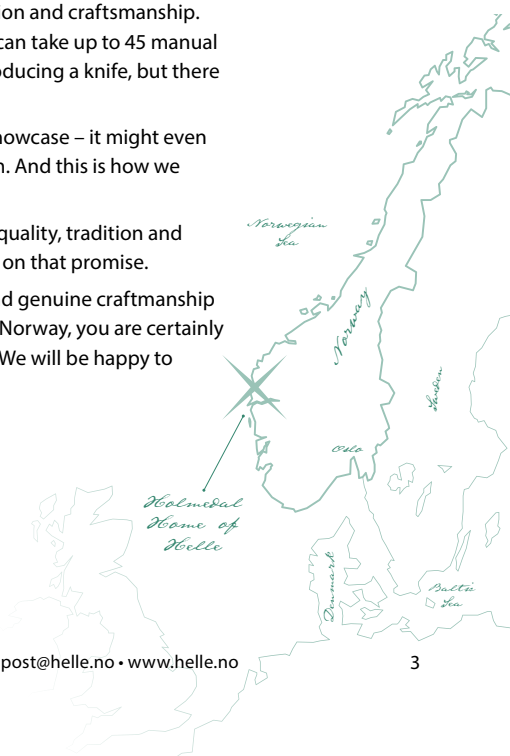 ion and craftsmanship.
can take up to 45 manual
oducing a knife, but there
howcase – it might even
n. And this is how we
quality, tradition and
on that promise.
d genuine craftmanship
Norway, you are certainly
We will be happy to
Norwegian
Sea
Norway
Sweden
Oslo
Holmedal
Home of
Helle
Denmark
Baltic
Sea
post@helle.no • www.helle.no
3